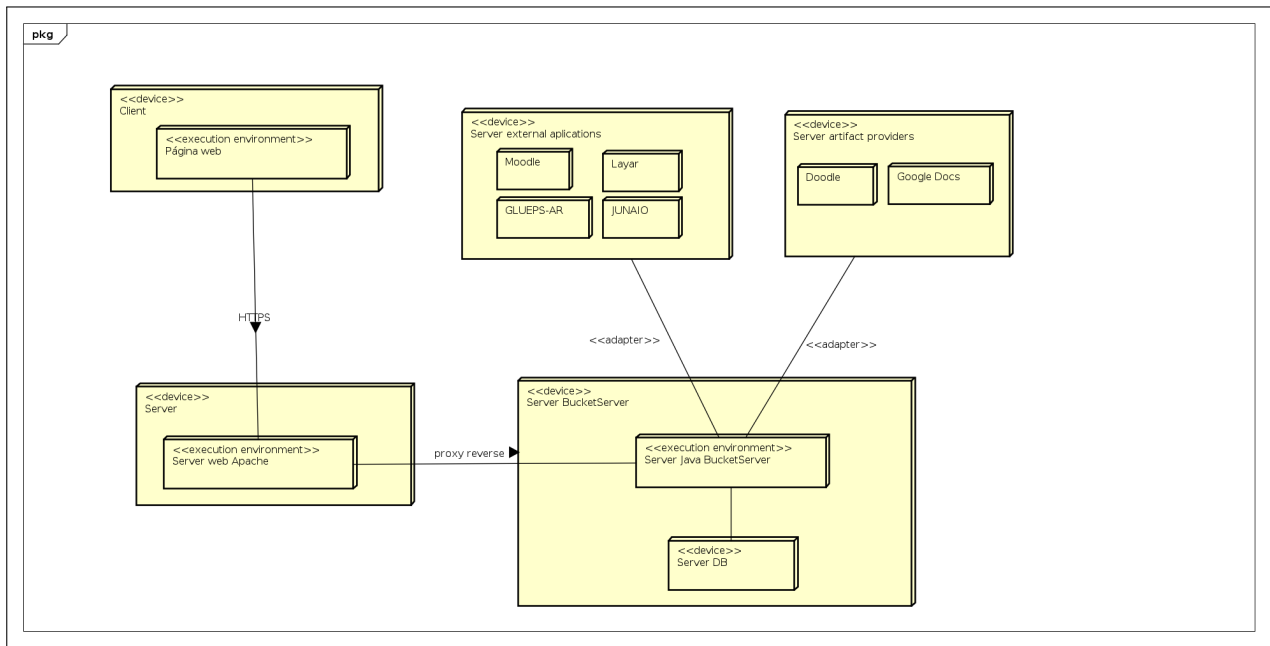 pkg
<<device>>
Client
<<execution environment>>
Página web
<<device>>
Server external aplications
Moodle
Layar
GLUEPS-AR
JUNAIO
<<device>>
Server artifact providers
Doodle
Google Docs
HTTPS
<<adapter>>
<<adapter>>
<<device>>
Server
<<execution environment>>
Server web Apache
proxy reverse
<<device>>
Server BucketServer
<<execution environment>>
Server Java BucketServer
<<device>>
Server DB